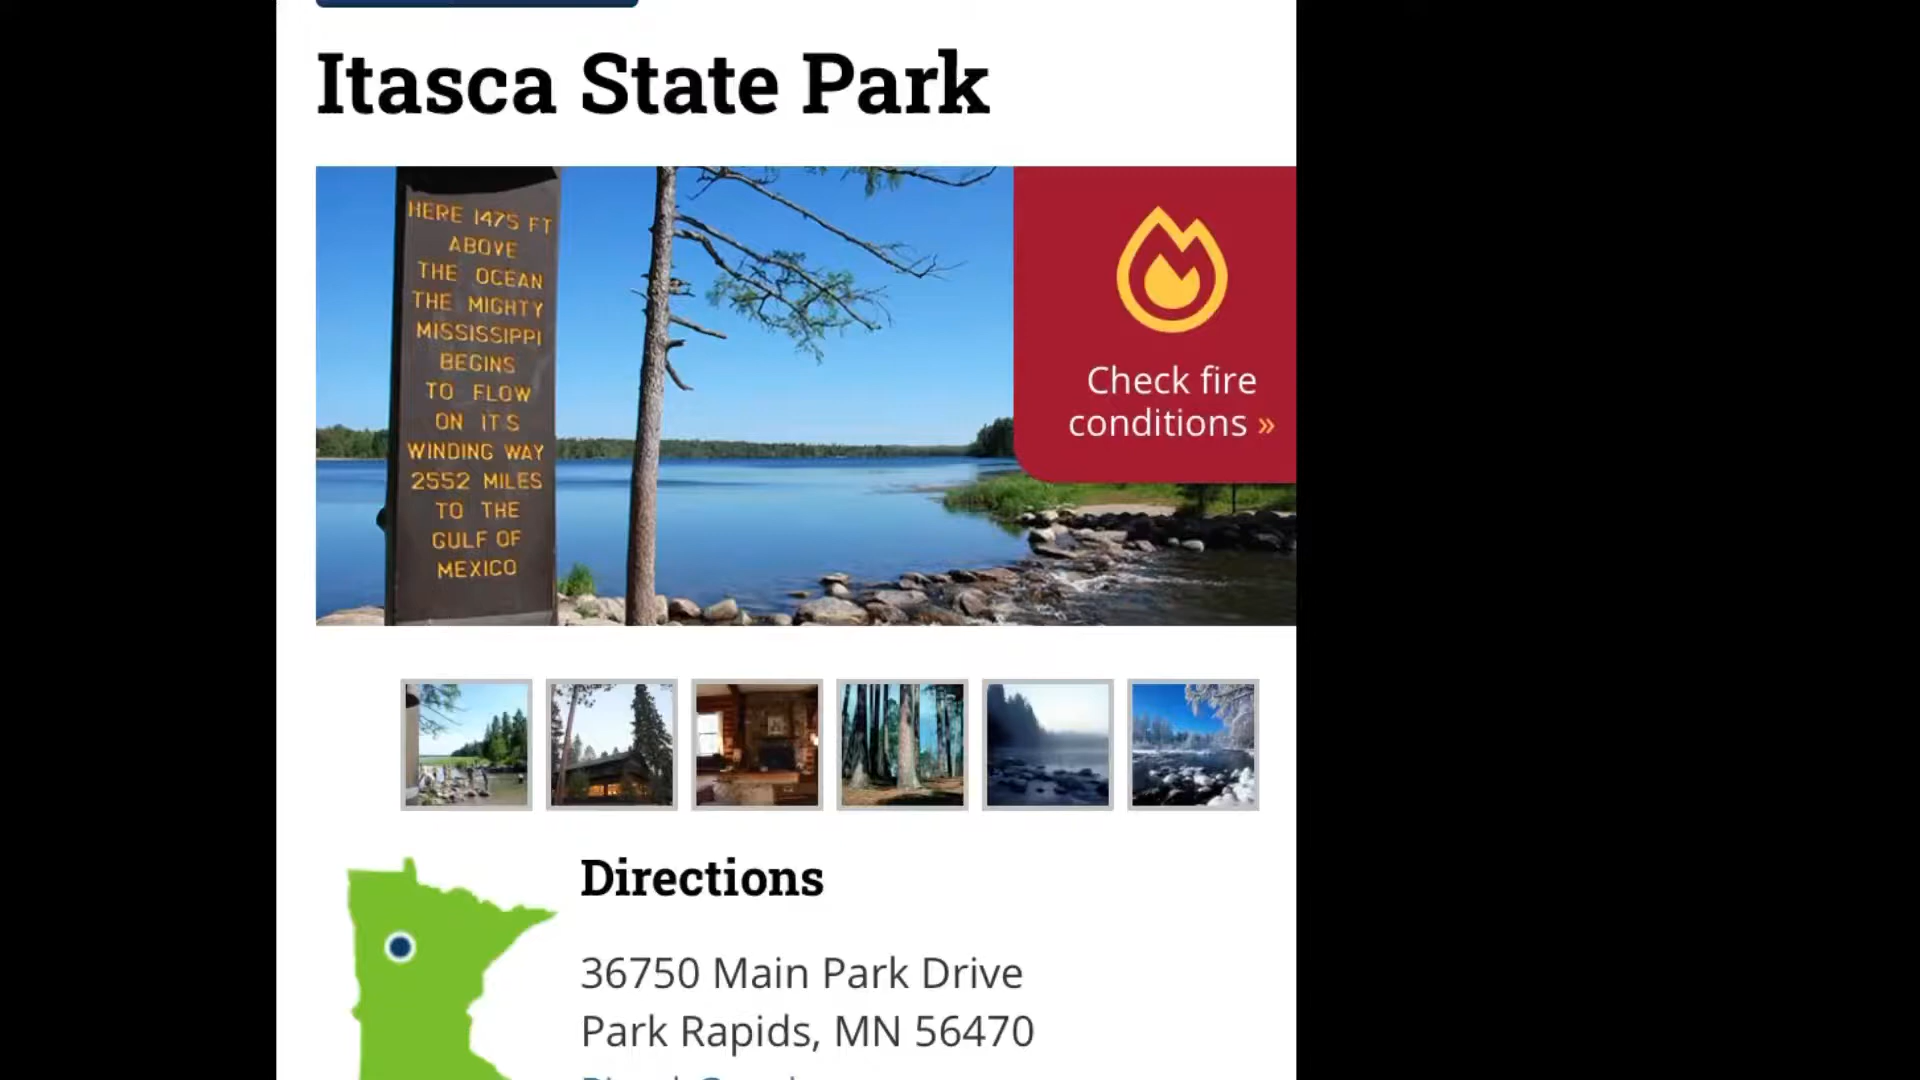 Itasca State Park
HERE 1475 FT
ABOVE
THE OCEAN
THE MIGHTY
MISSISSIPPI
BEGINS
TO FLOW
ON ITS
WINDING WAY
2552 MILES
TO THE
GULF OF
MEXICO
Check fire
conditions »
Directions
36750 Main Park Drive
Park Rapids, MN 56470